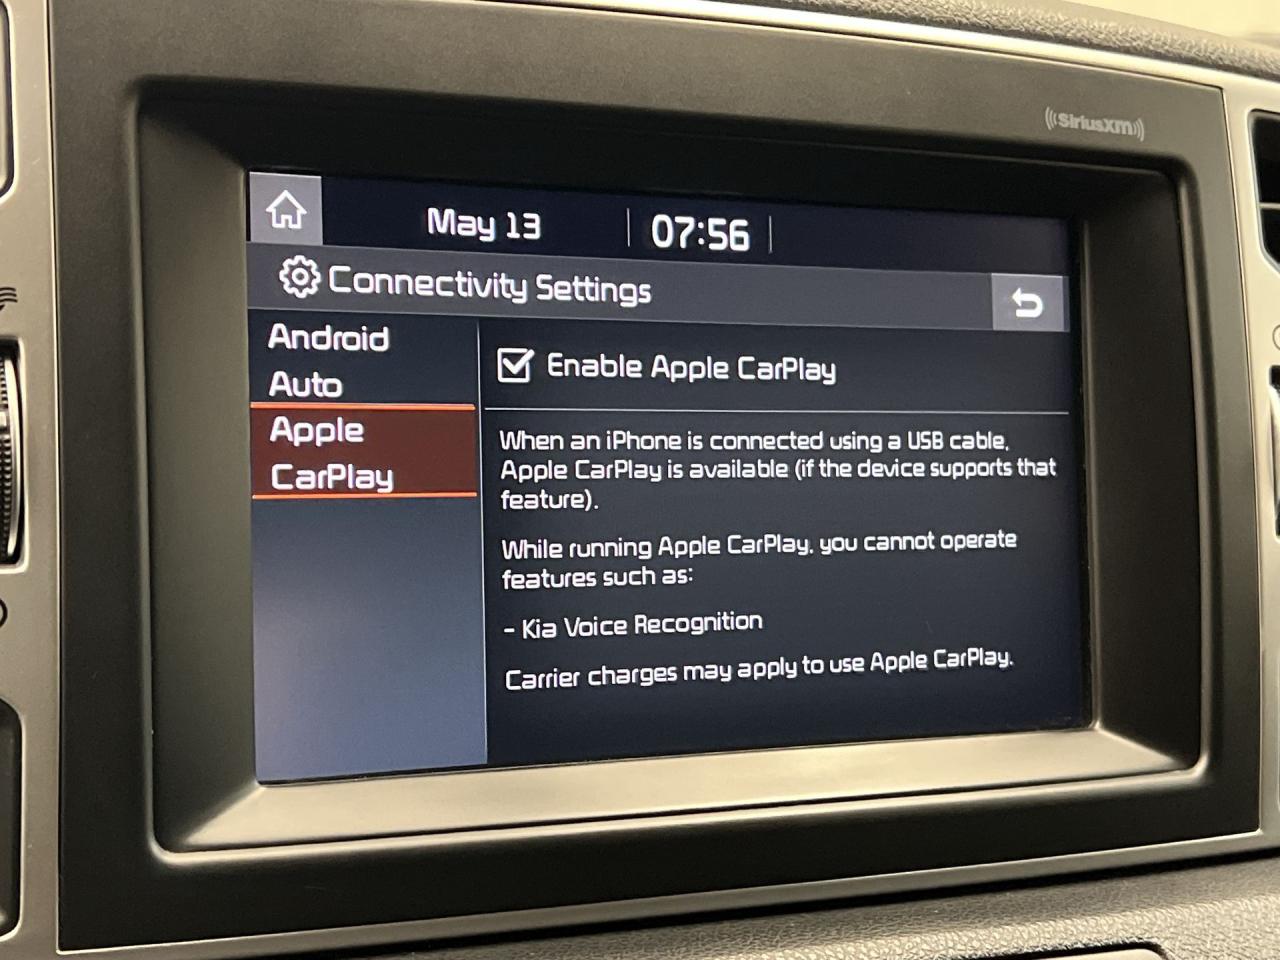 SiriusXM
May 13
07:56
Connectivity Settings
Android
Auto
Apple
CarPlay
Enable Apple CarPlay
When an iPhone is connected using a USB cable,
Apple CarPlay is available (if the device supports that
feature).
While running Apple CarPlay, you cannot operate
features such as:
- Kia Voice Recognition
Carrier charges may apply to use Apple CarPlay.